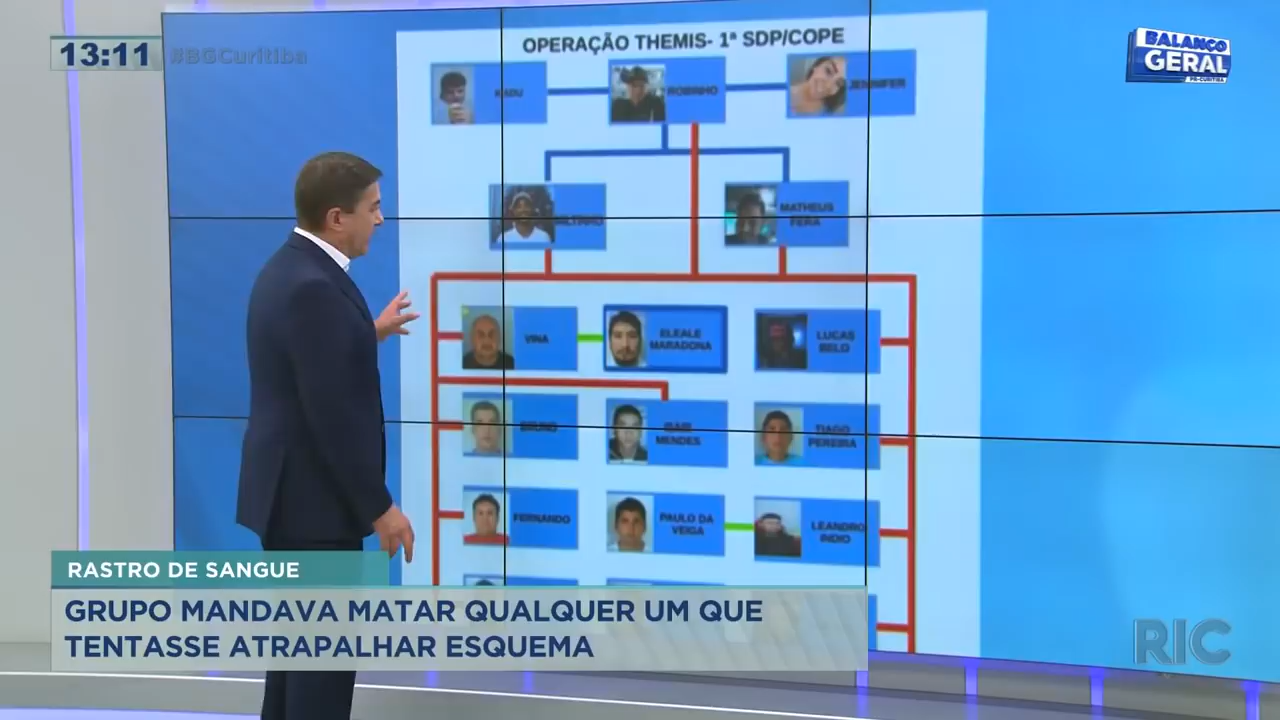 13:11 #BGCuritiba
BALANÇO
GERAL
PR-CURITIBA
OPERAÇÃO THEMIS- 1ª SDP/COPE
KADU
ROBINHO
JENNIFER
MATHEUS
FERA
VINA
ELEALE
MARADONA
LUCAS
BELO
BRUNO
MENDES
TIAGO
PEREIRA
FERNANDO
PAULO DA
VEIGA
LEANDRO
INDIO
RASTRO DE SANGUE
GRUPO MANDAVA MATAR QUALQUER UM QUE
TENTASSE ATRAPALHAR ESQUEMA
RIC